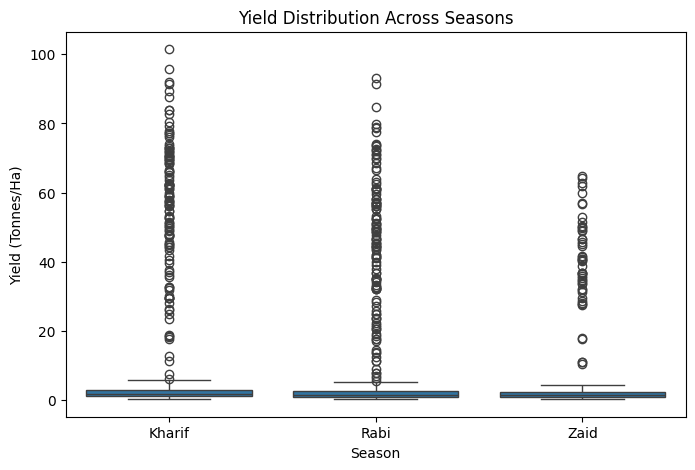 Yield Distribution Across Seasons
Yield (Tonnes/Ha)
100
80
60
40
20
0
Kharif
Rabi
Zaid
Season